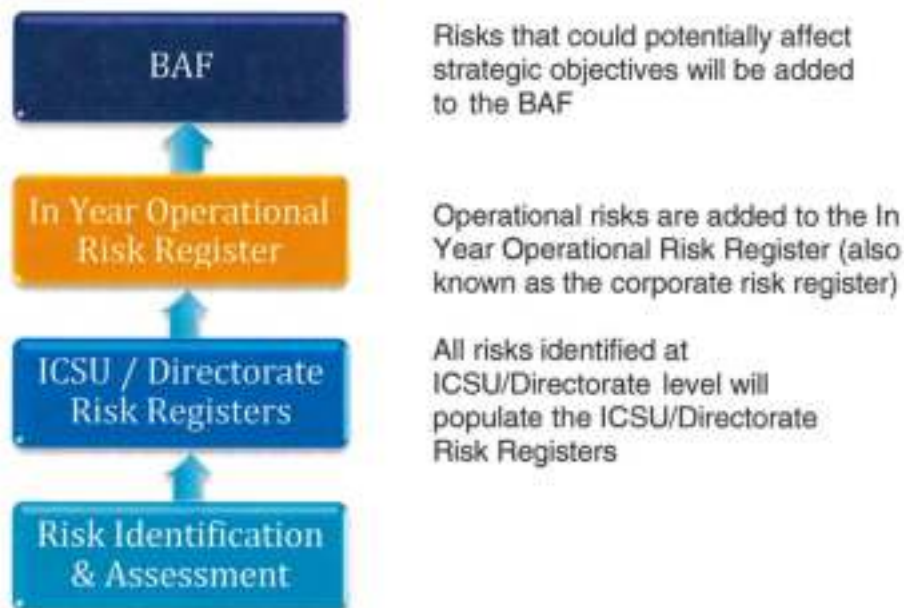 BAF
Risks that could potentially affect
strategic objectives will be added
to the BAF
In Year Operational
Risk Register
Operational risks are added to the In
Year Operational Risk Register (also
known as the corporate risk register)
ICSU / Directorate
Risk Registers
All risks identified at
ICSU/Directorate level will
populate the ICSU/Directorate
Risk Registers
Risk Identification
& Assessment